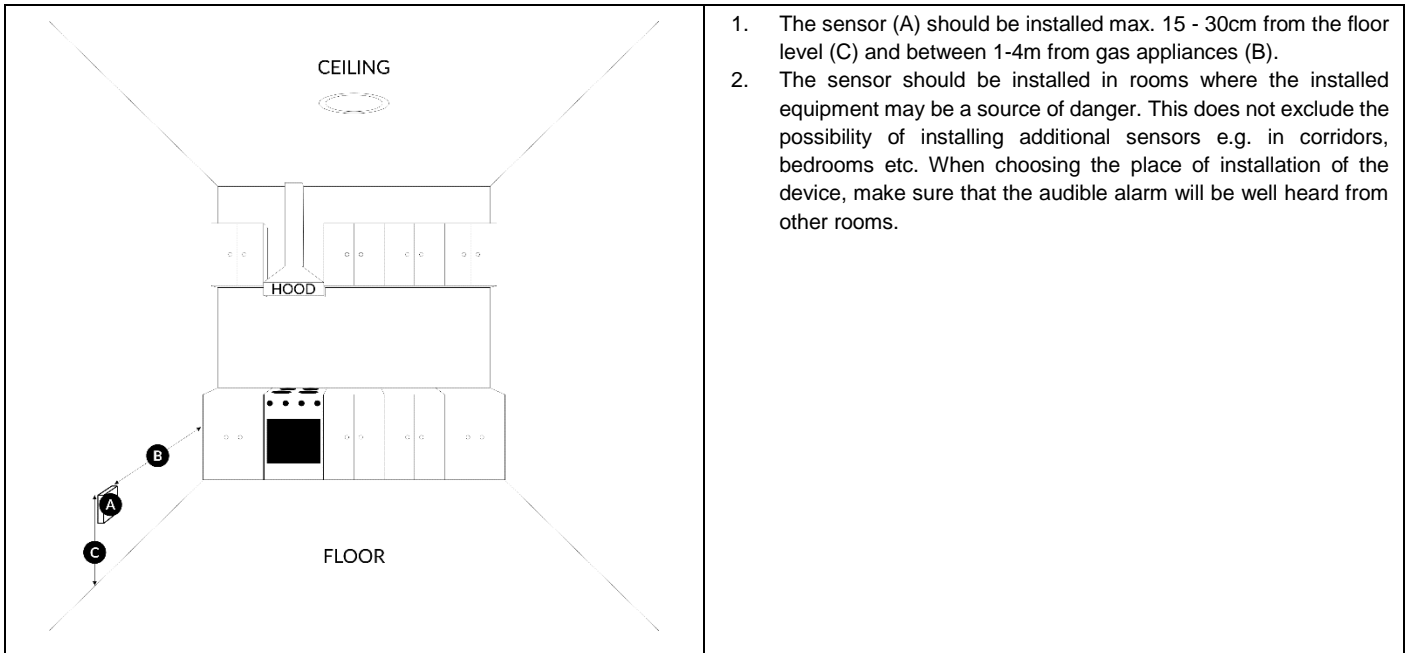 CEILING
HOOD
B
A
C
FLOOR
1. The sensor (A) should be installed max. 15 - 30cm from the floor
level (C) and between 1-4m from gas appliances (B).
2. The sensor should be installed in rooms where the installed
equipment may be a source of danger. This does not exclude the
possibility of installing additional sensors e.g. in corridors,
bedrooms etc. When choosing the place of installation of the
device, make sure that the audible alarm will be well heard from
other rooms.